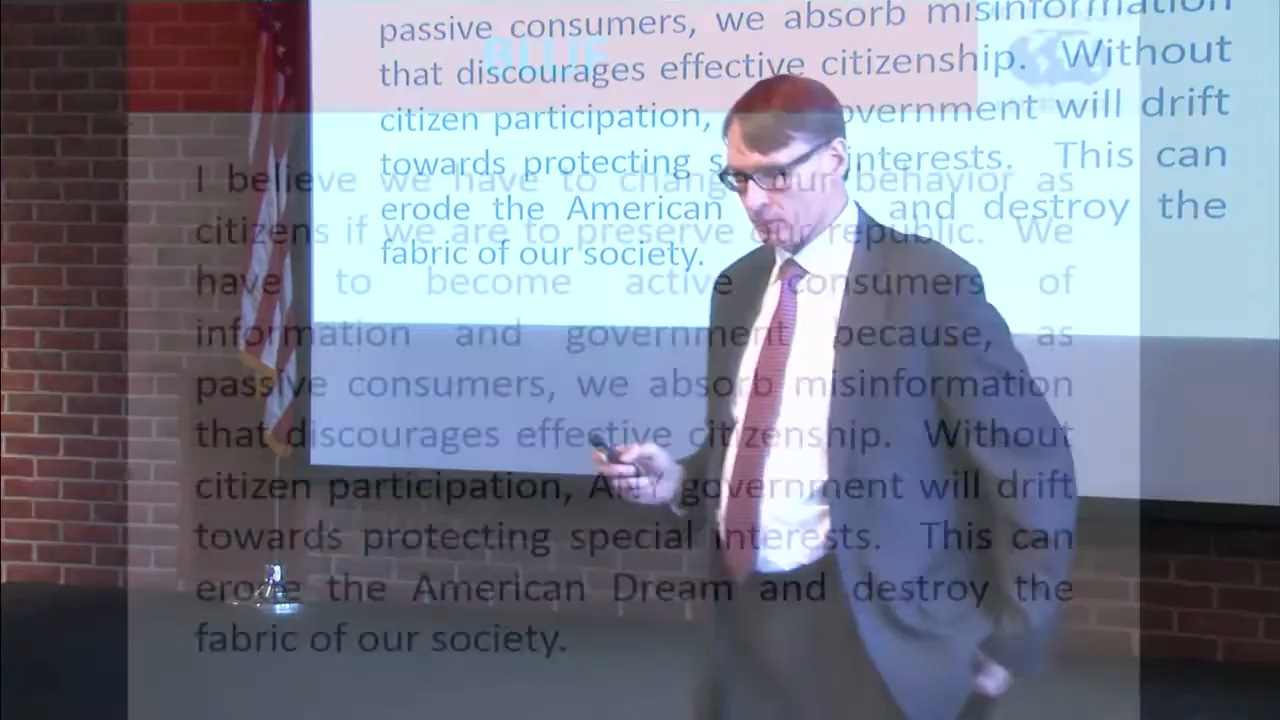 passive consumers, we absorb misinformation
that discourages effective citizenship. Without
citizen participation, government will drift
towards protecting interests. This can
erode the American and destroy the
fabric of our society.
BLUE
I believe we have to change our behavior as
citizens if we are to preserve our republic. We
have to become active consumers of
information and government because, as
passive consumers, we absorb misinformation
that discourages effective citizenship. Without
citizen participation, ANY government will drift
towards protecting special interests. This can
erode the American Dream and destroy the
fabric of our society.